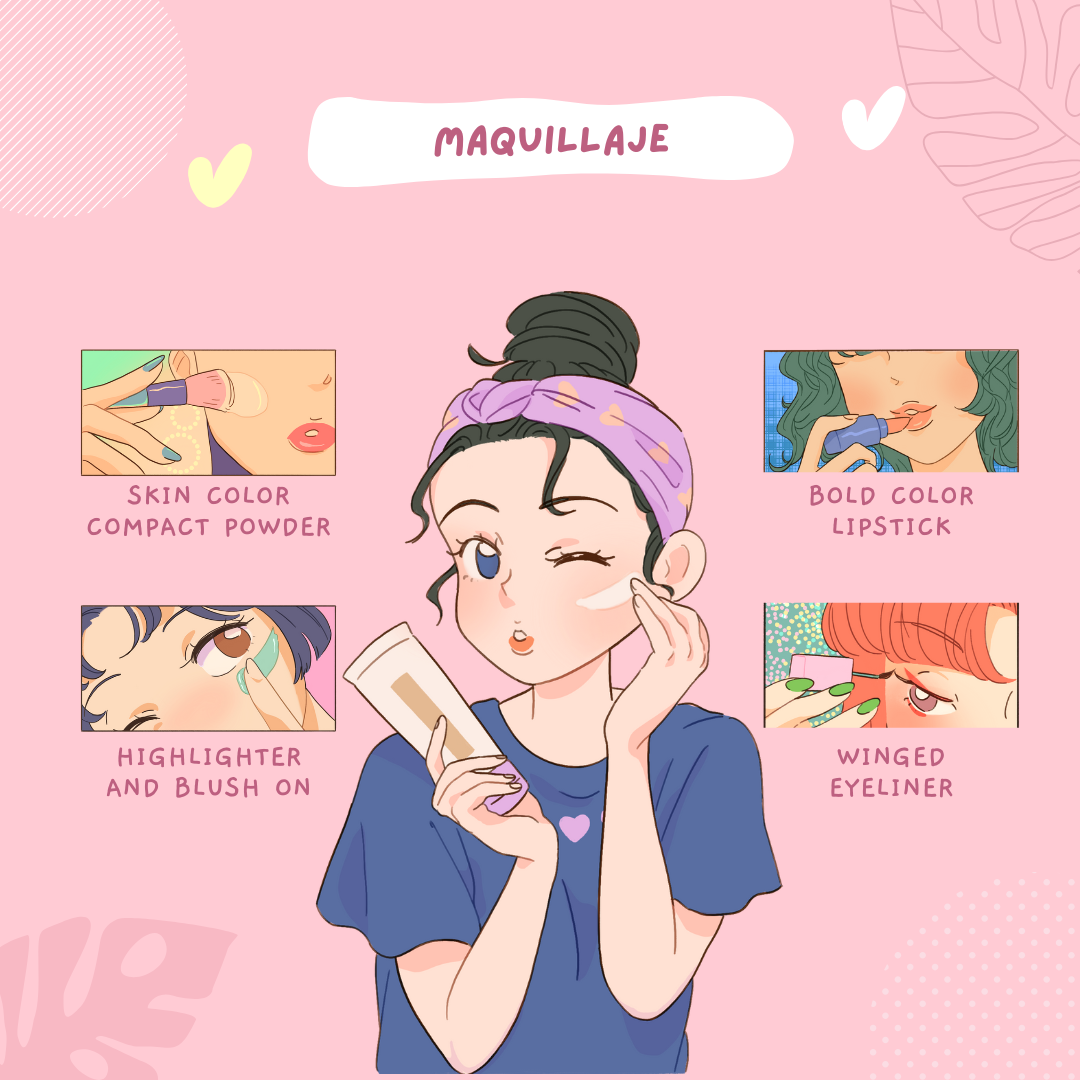 MAQUILLAJE
SKIN COLOR
COMPACT POWDER
BOLD COLOR
LIPSTICK
HIGHLIGHTER
AND BLUSH ON
WINGED
EYELINER